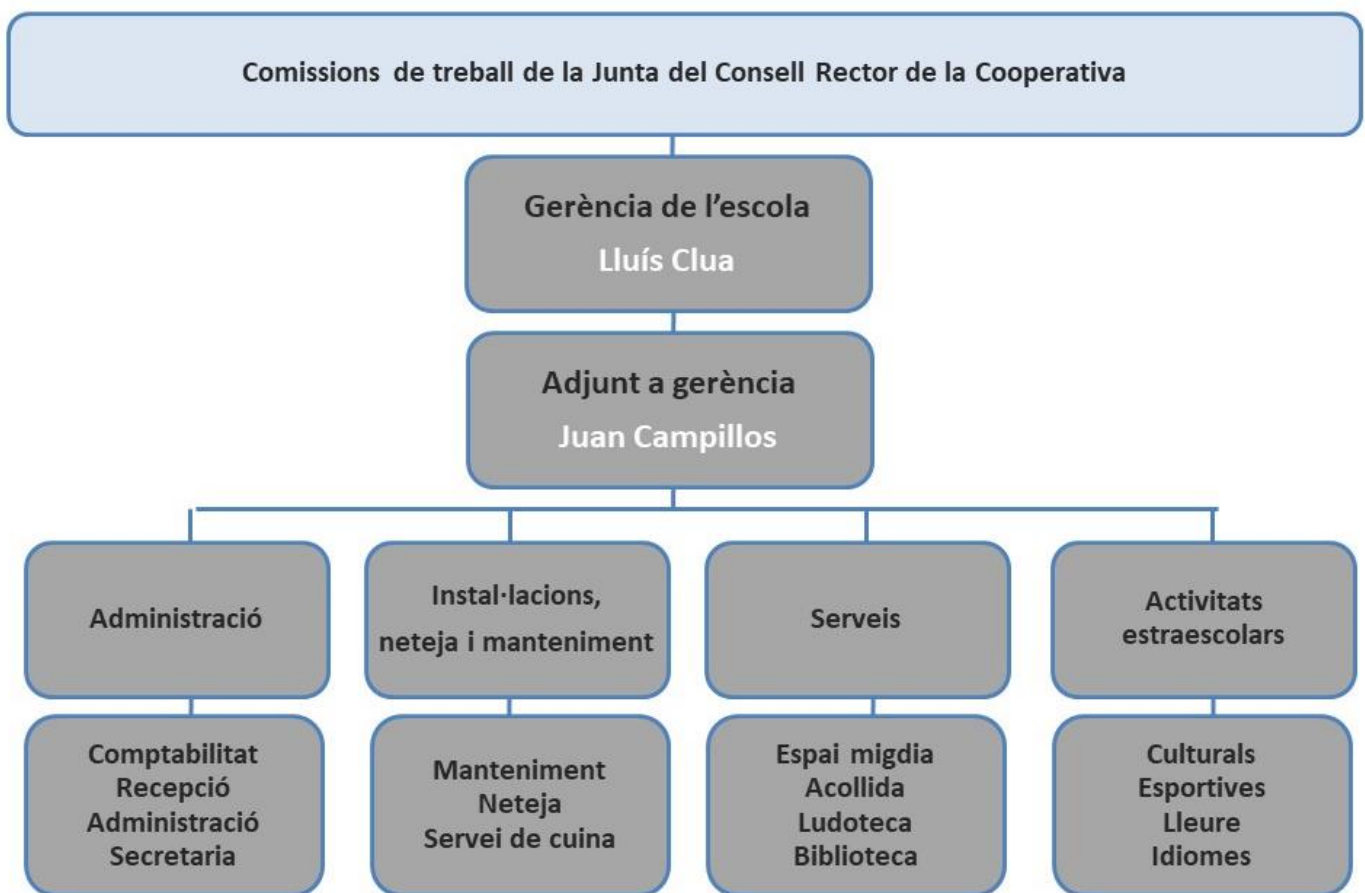 Comissions de treball de la Junta del Consell Rector de la Cooperativa
Gerència de l'escola
Lluís Clua
Adjunt a gerència
Juan Campillos
Administració
Instal·lacions,
neteja i manteniment
Serveis
Activitats
estraescolars
Comptabilitat
Recepció
Administració
Secretaria
Manteniment
Neteja
Servei de cuina
Espai migdia
Acollida
Ludoteca
Biblioteca
Culturals
Esportives
Lleure
Idiomes